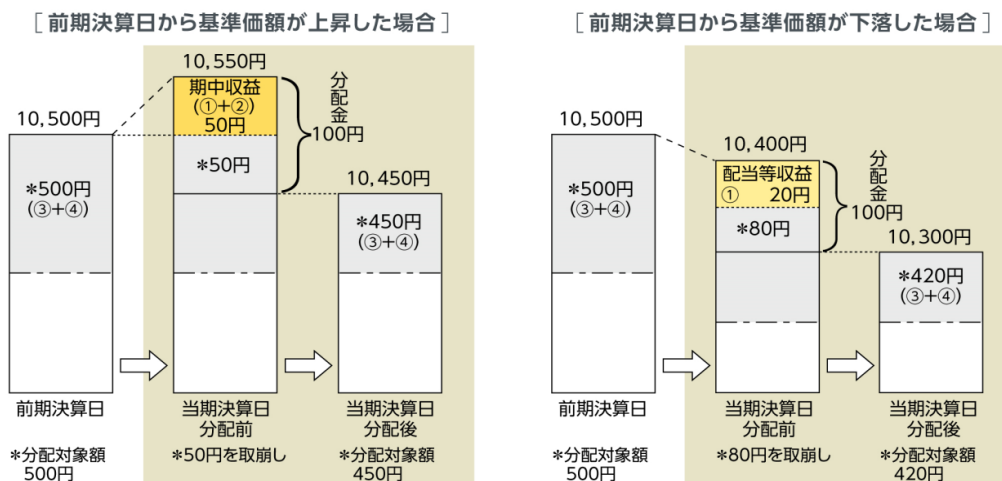 [前期決算日から基準価額が上昇した場合]
10,550円
期中収益
(①+②)
50円
分配金
100円
10,500円
*500円
(③+④)
*50円
10,450円
*450円
(③+④)
前期決算日
当期決算日
分配前
当期決算日
分配後
*分配対象額
500円
*50円を取崩し
*分配対象額
450円
[前期決算日から基準価額が下落した場合]
10,500円
*500円
(③+④)
10,400円
配当等収益
① 20円
*80円
分配金
100円
10,300円
*420円
(③+④)
前期決算日
当期決算日
分配前
当期決算日
分配後
*分配対象額
500円
*80円を取崩し
*分配対象額
420円